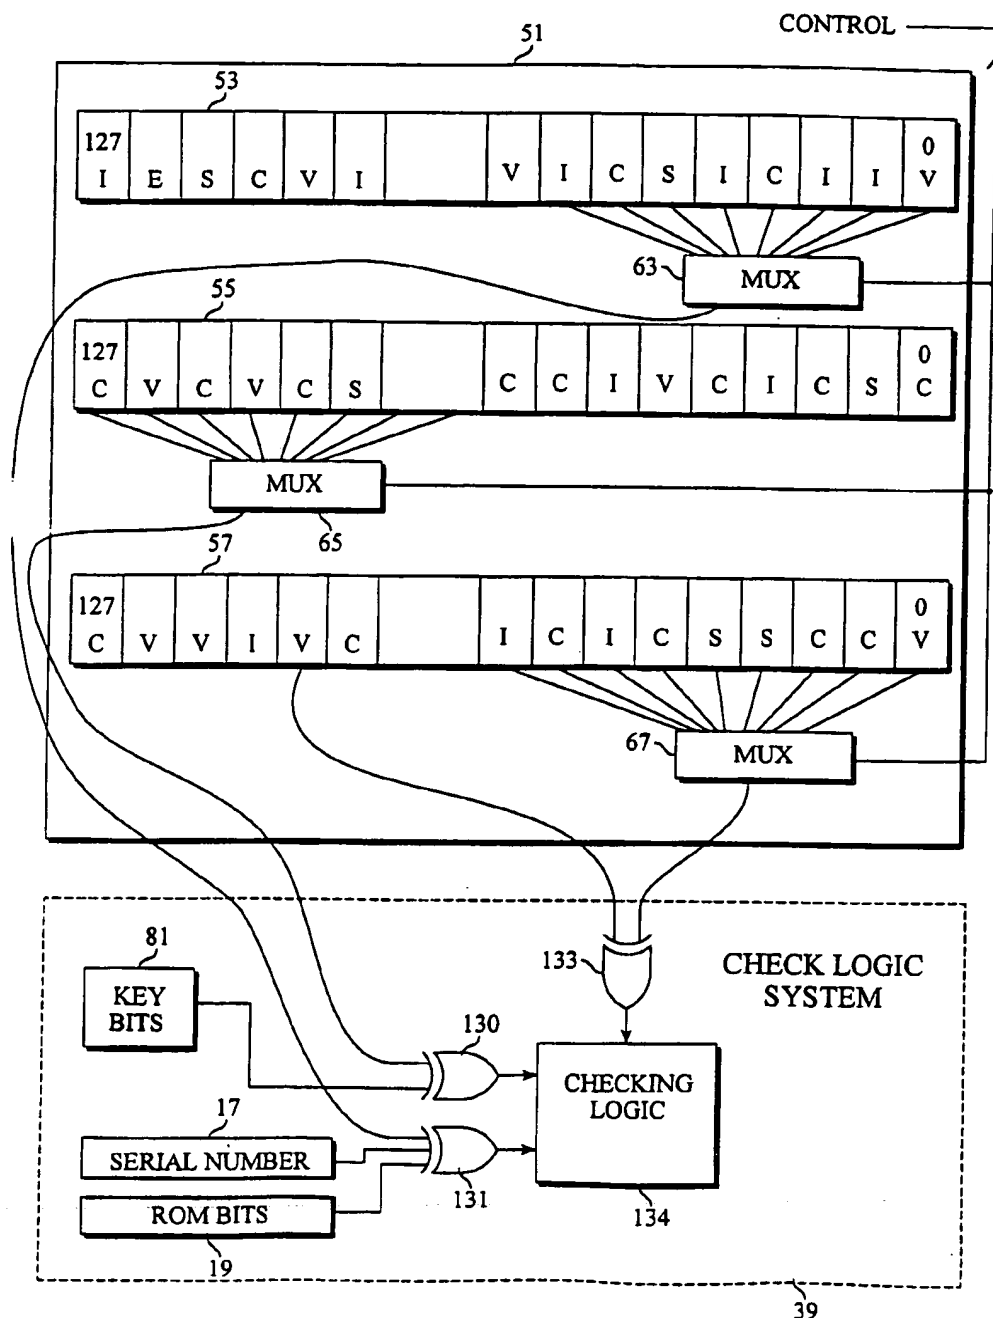 CONTROL
51
53
127 0
I E S C V I V I C S I C I I V
63 MUX
55
127 0
C V C V C S C C I V C I C S C
MUX
65
57
127 0
C V V I V C I C I C S S C C V
67 MUX
133
CHECK LOGIC
SYSTEM
81
KEY
BITS
130
CHECKING
LOGIC
17
SERIAL NUMBER
131
134
ROM BITS
19
39